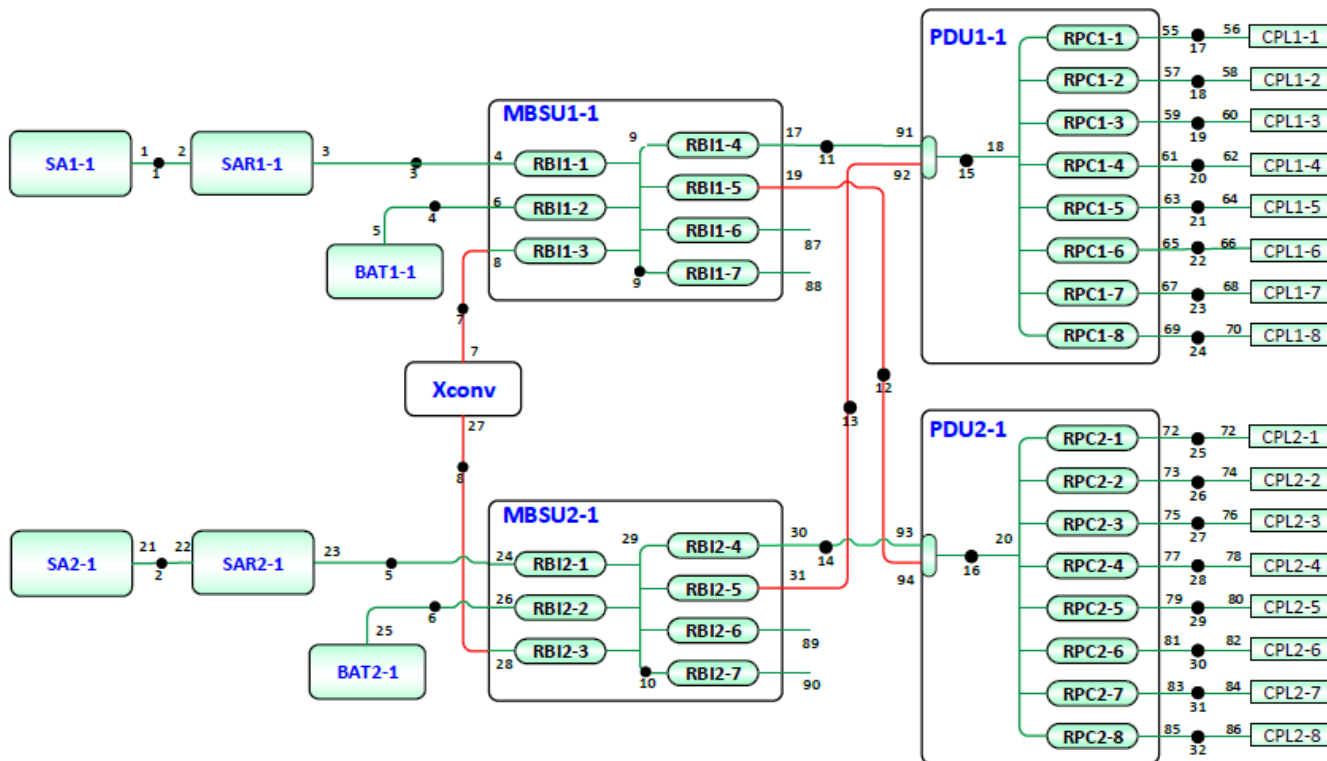 PDU1-1
RPC1-1 55 17 56 CPL1-1
RPC1-2 57 18 58 CPL1-2
RPC1-3 59 19 60 CPL1-3
RPC1-4 61 20 62 CPL1-4
RPC1-5 63 21 64 CPL1-5
RPC1-6 65 22 66 CPL1-6
RPC1-7 67 23 68 CPL1-7
RPC1-8 69 24 70 CPL1-8
91
92
15
18
MBSU1-1
SA1-1 1 1 2 SAR1-1 3 3 4 RBI1-1
BAT1-1 5 4 6 RBI1-2
8 RBI1-3
9
9
RBI1-4 17 11
RBI1-5 19
RBI1-6 87
RBI1-7 88
7
7
Xconv
27
8
12
13
PDU2-1
RPC2-1 72 25 72 CPL2-1
RPC2-2 73 26 74 CPL2-2
RPC2-3 75 27 76 CPL2-3
RPC2-4 77 28 78 CPL2-4
RPC2-5 79 29 80 CPL2-5
RPC2-6 81 30 82 CPL2-6
RPC2-7 83 31 84 CPL2-7
RPC2-8 85 32 86 CPL2-8
93
94
16
20
MBSU2-1
SA2-1 21 2 22 SAR2-1 23 5 24 RBI2-1
BAT2-1 25 6 26 RBI2-2
28 RBI2-3
29
10
RBI2-4 30 14
RBI2-5 31
RBI2-6 89
RBI2-7 90